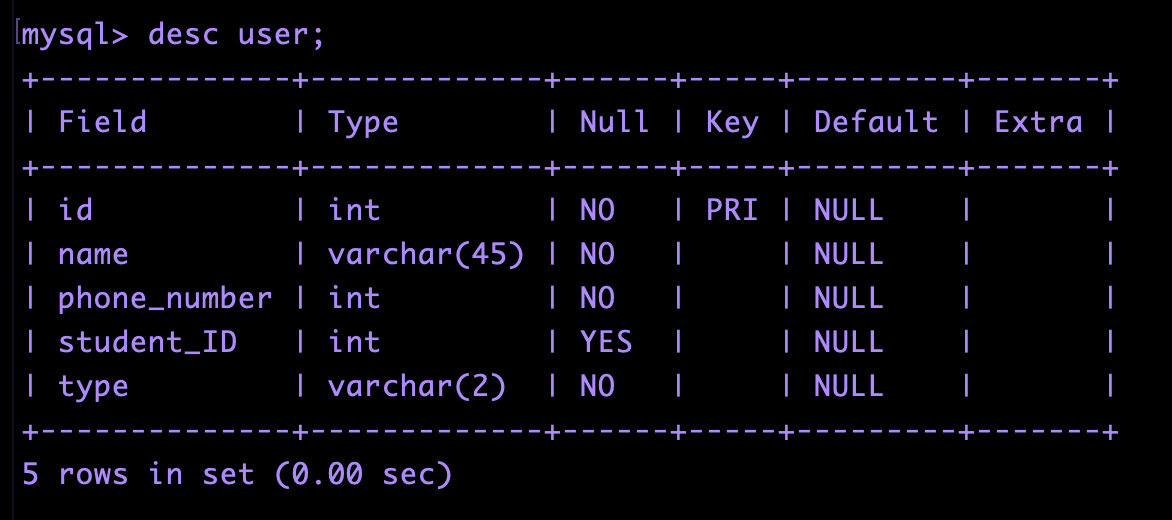 mysql> desc user;
+--------------+-------------+------+-----+---------+-------+
| Field        | Type        | Null | Key | Default | Extra |
+--------------+-------------+------+-----+---------+-------+
| id           | int         | NO   | PRI | NULL    |       |
| name         | varchar(45) | NO   |     | NULL    |       |
| phone_number | int         | NO   |     | NULL    |       |
| student_ID   | int         | YES  |     | NULL    |       |
| type         | varchar(2)  | NO   |     | NULL    |       |
+--------------+-------------+------+-----+---------+-------+
5 rows in set (0.00 sec)